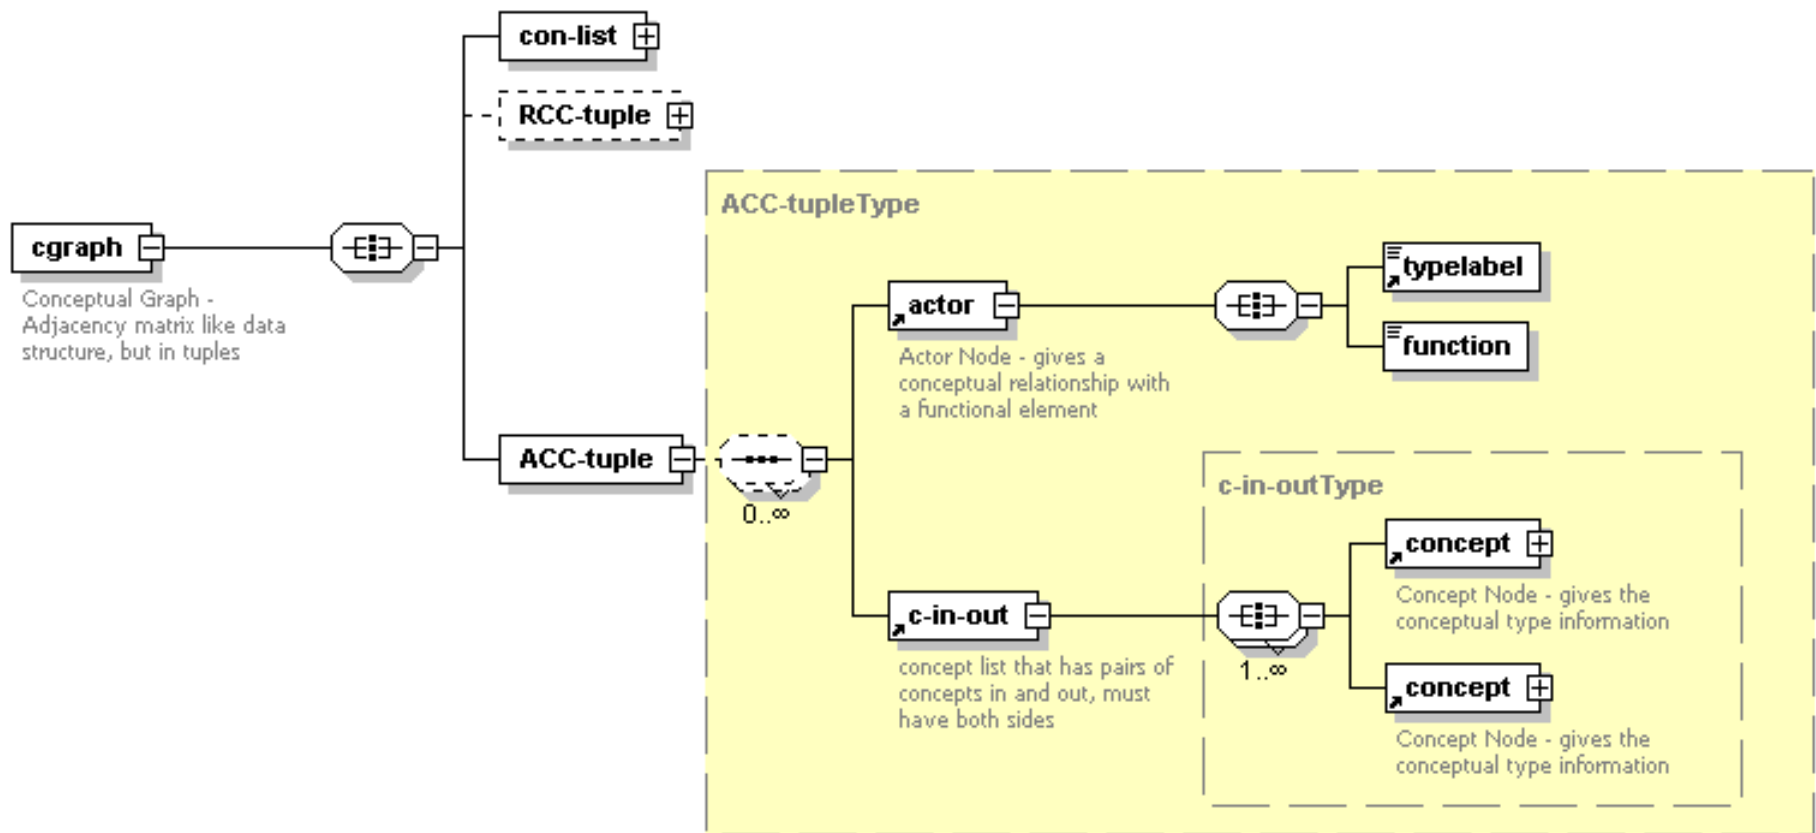 con-list
RCC-tuple
ACC-tupleType
cgraph
Conceptual Graph -
Adjacency matrix like data
structure, but in tuples
typelabel
actor
function
Actor Node - gives a
conceptual relationship with
a functional element
ACC-tuple
0..∞
c-in-outType
concept
Concept Node - gives the
conceptual type information
c-in-out
1..∞
concept list that has pairs of
concepts in and out, must
have both sides
concept
Concept Node - gives the
conceptual type information